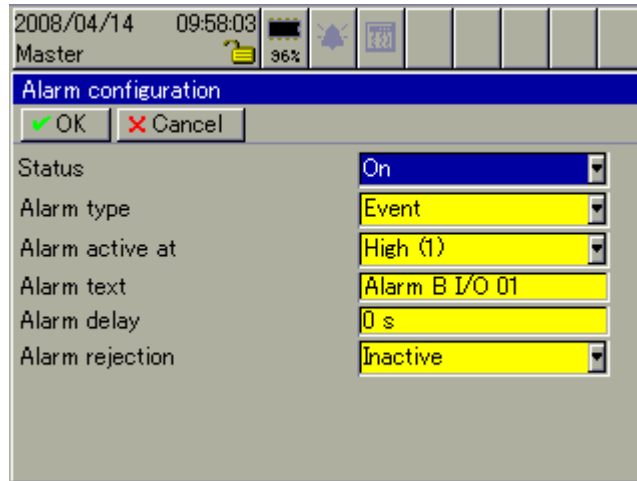 2008/04/14 09:58:03
Master
96%
Alarm configuration
OK Cancel
Status On
Alarm type Event
Alarm active at High (1)
Alarm text Alarm B I/O 01
Alarm delay 0 s
Alarm rejection Inactive